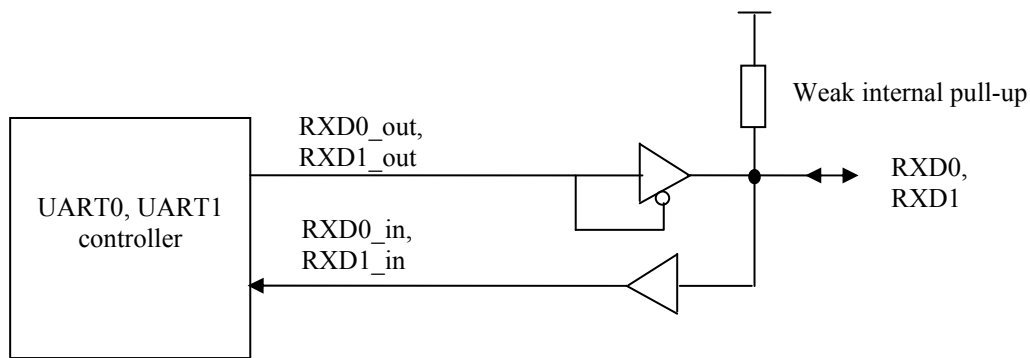 Weak internal pull-up
RXD0_out,
RXD1_out
RXD0,
RXD1
UART0, UART1
controller
RXD0_in,
RXD1_in